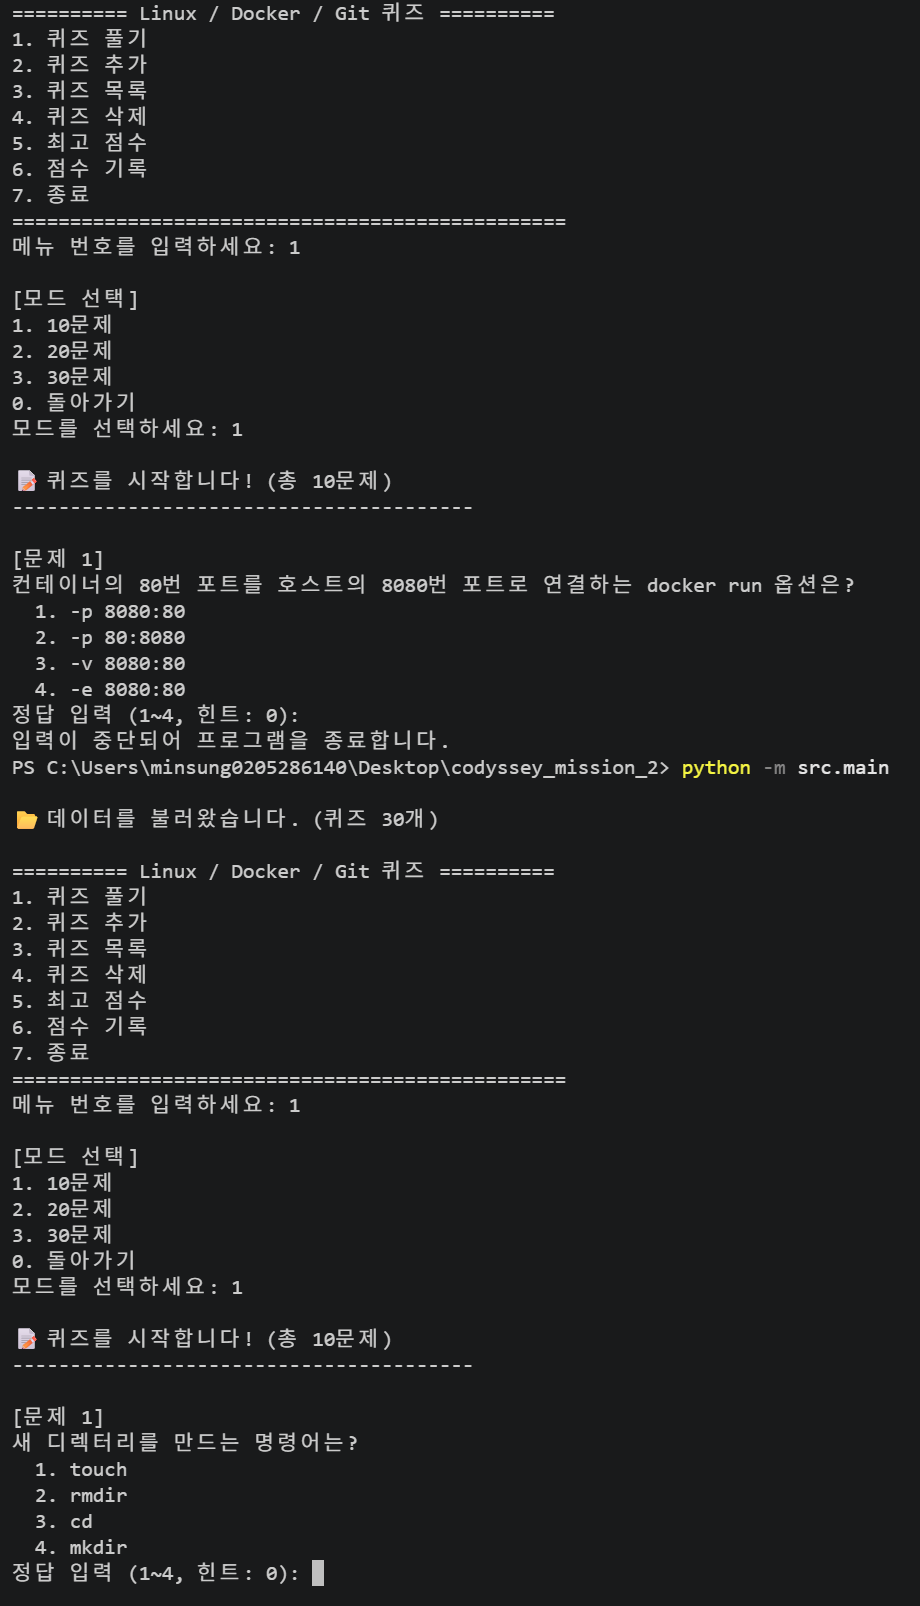 ========== Linux / Docker / Git 퀴즈 ==========
1. 퀴즈 풀기
2. 퀴즈 추가
3. 퀴즈 목록
4. 퀴즈 삭제
5. 최고 점수
6. 점수 기록
7. 종료
================================================
메뉴 번호를 입력하세요: 1
[모드 선택]
1. 10문제
2. 20문제
3. 30문제
0. 돌아가기
모드를 선택하세요: 1
📝 퀴즈를 시작합니다! (총 10문제)
----------------------------------------
[문제 1]
컨테이너의 80번 포트를 호스트의 8080번 포트로 연결하는 docker run 옵션은?
1. -p 8080:80
2. -p 80:8080
3. -v 8080:80
4. -e 8080:80
정답 입력 (1~4, 힌트: 0):
입력이 중단되어 프로그램을 종료합니다.
PS C:\Users\minsung0205286140\Desktop\codyssey_mission_2> python -m src.main
📂 데이터를 불러왔습니다. (퀴즈 30개)
========== Linux / Docker / Git 퀴즈 ==========
1. 퀴즈 풀기
2. 퀴즈 추가
3. 퀴즈 목록
4. 퀴즈 삭제
5. 최고 점수
6. 점수 기록
7. 종료
================================================
메뉴 번호를 입력하세요: 1
[모드 선택]
1. 10문제
2. 20문제
3. 30문제
0. 돌아가기
모드를 선택하세요: 1
📝 퀴즈를 시작합니다! (총 10문제)
----------------------------------------
[문제 1]
새 디렉터리를 만드는 명령어는?
1. touch
2. rmdir
3. cd
4. mkdir
정답 입력 (1~4, 힌트: 0):